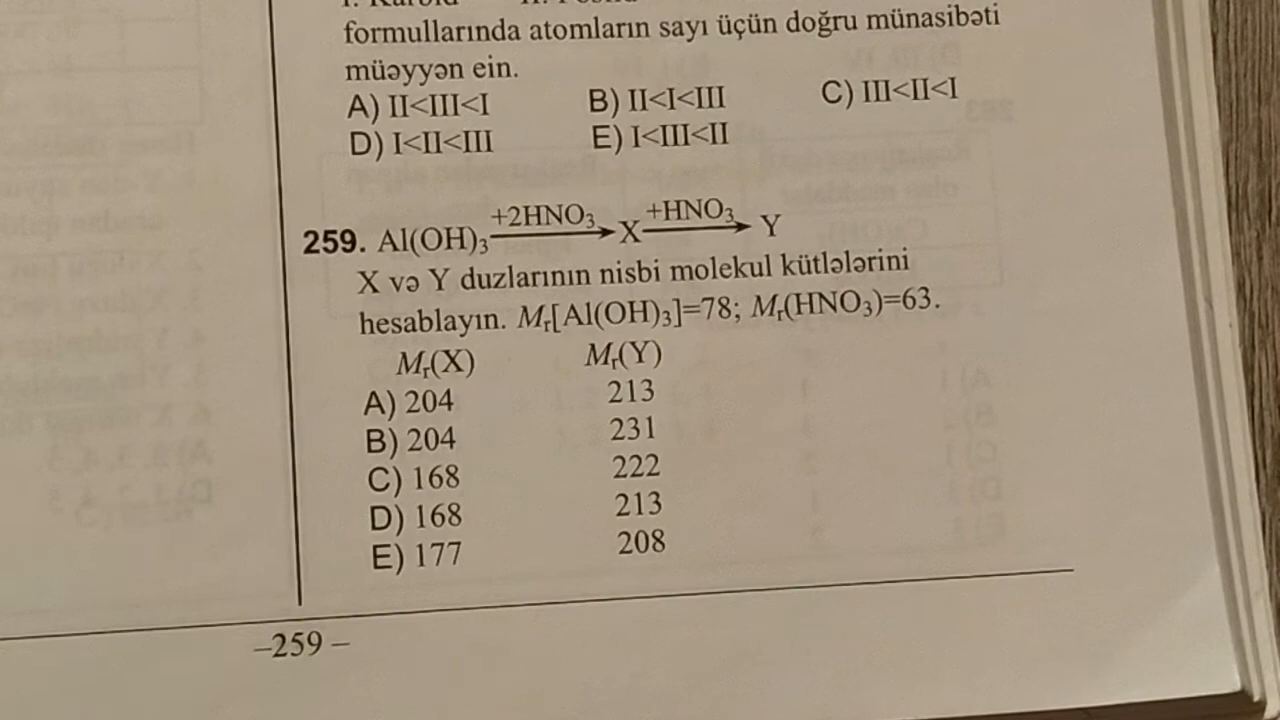 formullarında atomların sayı üçün doğru münasibəti
müəyyən ein.
A) II<III<I B) II<I<III C) III<II<I
D) I<II<III E) I<III<II
259. Al(OH)₃ +2HNO₃ → X +HNO₃ → Y
X və Y duzlarının nisbi molekul kütlələrini
hesablayın. Mᵣ[Al(OH)₃]=78; Mᵣ(HNO₃)=63.
Mᵣ(X) Mᵣ(Y)
A) 204 213
B) 204 231
C) 168 222
D) 168 213
E) 177 208
–259 –